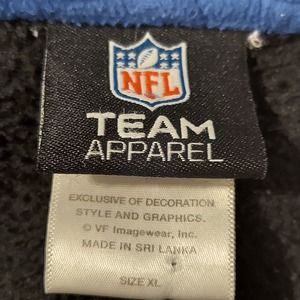 NFL
TEAM
APPAREL
EXCLUSIVE OF DECORATION
STYLE AND GRAPHICS.
© VF Imagewear, Inc.
MADE IN SRI LANKA
SIZE XL